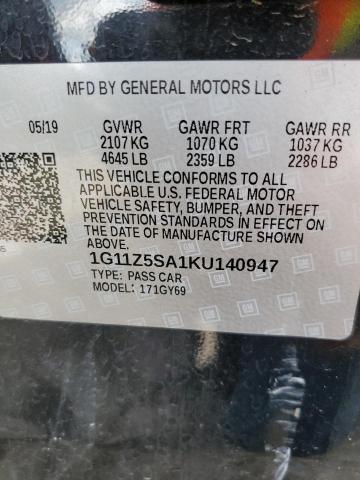 MFD BY GENERAL MOTORS LLC
05/19 GVWR GAWR FRT GAWR RR
2107 KG 1070 KG 1037 KG
4645 LB 2359 LB 2286 LB
THIS VEHICLE CONFORMS TO ALL
APPLICABLE U.S. FEDERAL MOTOR
VEHICLE SAFETY, BUMPER, AND THEFT
PREVENTION STANDARDS IN EFFECT ON
THE DATE OF MANUFACTURE SHOWN
ABOVE.
1G11Z5SA1KU140947
TYPE: PASS CAR
MODEL: 171GY69